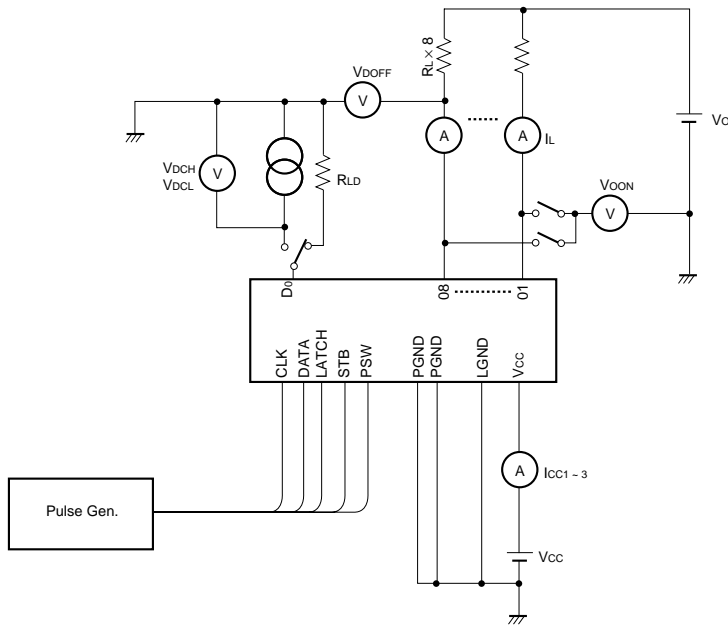 RL × 8
VDOFF
V
A
A
IL
VO
VDCH
VDCL
V
RLD
VOON
V
D0
08
01
CLK
DATA
LATCH
STB
PSW
PGND
PGND
LGND
VCC
A
ICC1 ~ 3
Pulse Gen.
VCC